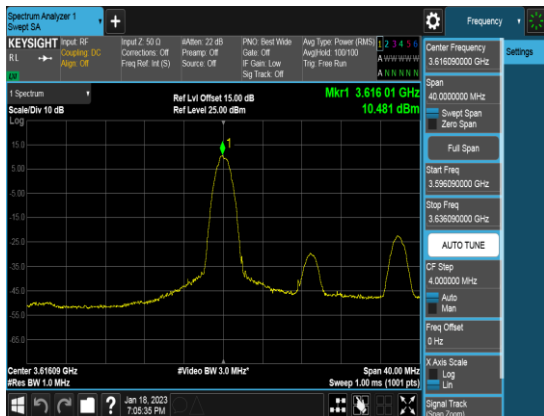 Spectrum Analyzer 1
Swept SA
+
Frequency
KEYSIGHT
RL
Input: RF
Coupling: DC
Align: Off
Input Z: 50 Ω
Corrections: Off
Freq Ref: Int (S)
#Atten: 22 dB
Preamp: Off
Source: Off
PNO: Best Wide
Gate: Off
IF Gain: Low
Sig Track: Off
Avg Type: Power (RMS)
Avg|Hold: 100/100
Trig: Free Run
1 2 3 4 5 6
A W W W W W
A N N N N N
1 Spectrum
Scale/Div 10 dB
Log
Ref Lvl Offset 15.00 dB
Ref Level 25.00 dBm
Mkr1 3.616 01 GHz
10.481 dBm
1
15.0
5.00
-5.00
-15.0
-25.0
-35.0
-45.0
-55.0
-65.0
Center 3.61609 GHz
#Res BW 1.0 MHz
#Video BW 3.0 MHz*
Span 40.00 MHz
Sweep 1.00 ms (1001 pts)
Center Frequency
3.616090000 GHz
Settings
Span
40.0000000 MHz
Swept Span
Zero Span
Full Span
Start Freq
3.596090000 GHz
Stop Freq
3.636090000 GHz
AUTO TUNE
CF Step
4.000000 MHz
Auto
Man
Freq Offset
0 Hz
X Axis Scale
Log
Lin
Signal Track
(Span Zoom)
?
Jan 18, 2023
7:05:35 PM